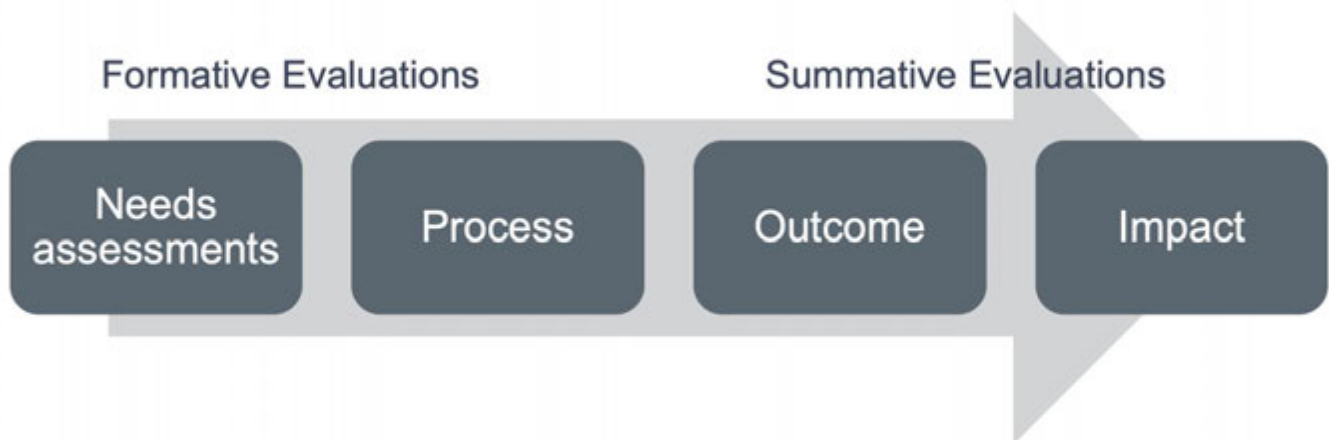 Formative Evaluations
Summative Evaluations
Needs
assessments
Process
Outcome
Impact